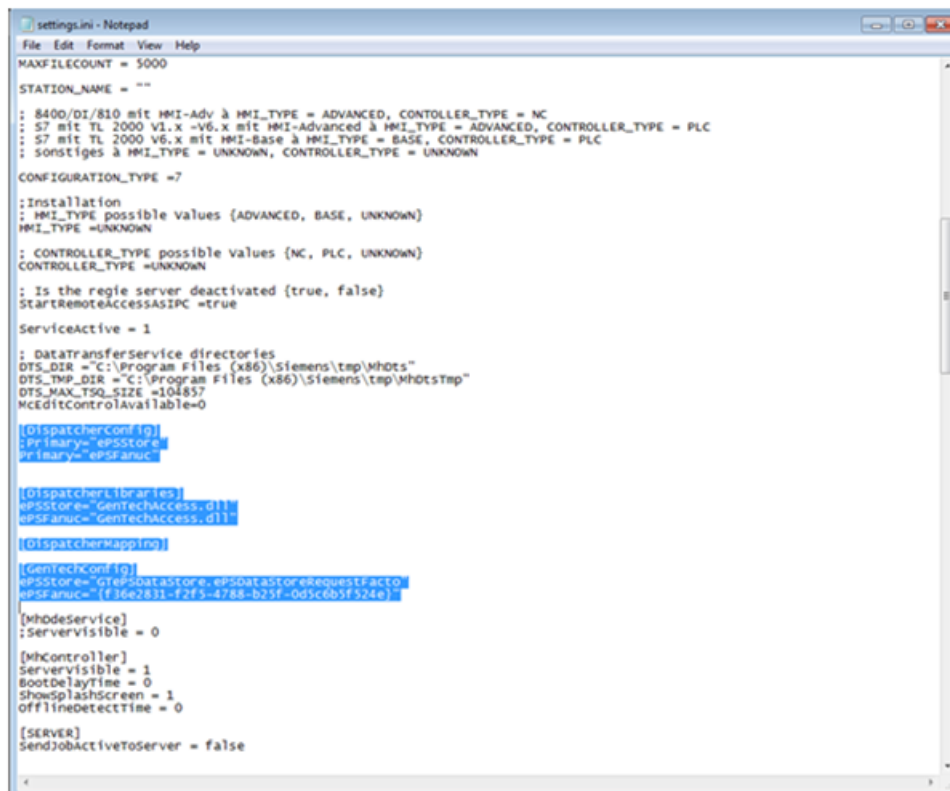 settings.ini - Notepad
File Edit Format View Help
MAXFILECOUNT = 5000
STATION_NAME = ""
; 840D/DI/810 mit HMI-Adv à HMI_TYPE = ADVANCED, CONTOLLER_TYPE = NC
; S7 mit TL 2000 V1.x -V6.x mit HMI-Advanced à HMI_TYPE = ADVANCED, CONTROLLER_TYPE = PLC
; S7 mit TL 2000 V6.x mit HMI-Base à HMI_TYPE = BASE, CONTROLLER_TYPE = PLC
; sonstiges à HMI_TYPE = UNKNOWN, CONTROLLER_TYPE = UNKNOWN
CONFIGURATION_TYPE =7
;Installation
; HMI_TYPE possible Values {ADVANCED, BASE, UNKNOWN}
HMI_TYPE =UNKNOWN
; CONTROLLER_TYPE possible Values {NC, PLC, UNKNOWN}
CONTROLLER_TYPE =UNKNOWN
; Is the regie server deactivated {true, false}
StartRemoteAccessAsIPC =true
ServiceActive = 1
; DataTransferService directories
DTS_DIR ="C:\Program Files (x86)\Siemens\tmp\MhDts"
DTS_TMP_DIR ="C:\Program Files (x86)\Siemens\tmp\MhDtsTmp"
DTS_MAX_TSQ_SIZE =104857
McEditControlAvailable=0
[DispatcherConfig]
;Primary="ePSStore"
Primary="ePSFanuc"
[DispatcherLibraries]
ePSStore="GenTechAccess.dll"
ePSFanuc="GenTechAccess.dll"
[DispatcherMapping]
[GenTechConfig]
ePSStore="GTePSDataStore.ePSDataStoreRequestFacto"
ePSFanuc="{f36e2831-f2f5-4788-b25f-0d5c6b5f524e}"
[MhDdeService]
;ServerVisible = 0
[MhController]
ServerVisible = 1
BootDelayTime = 0
ShowSplashScreen = 1
OfflineDetectTime = 0
[SERVER]
SendJobActiveToServer = false